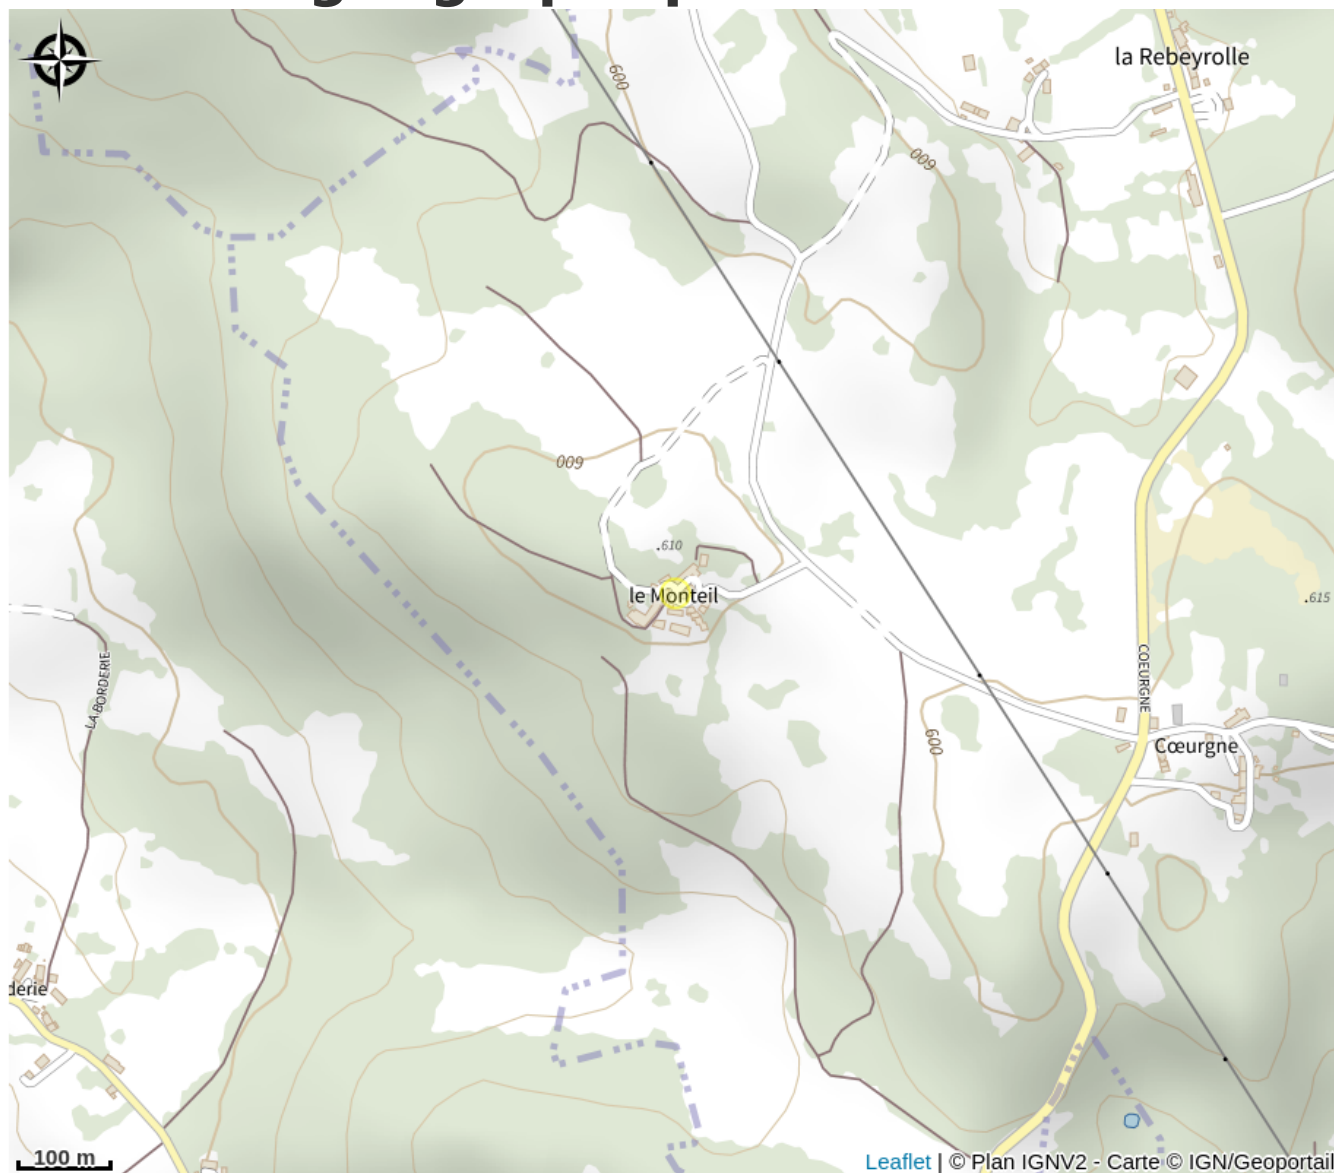 la Rebeyrolle
600
600
600
.610
le Monteil
.615
LA BORDERIE
COEURGNE
600
Cœurgne
derie
100 m
Leaflet | © Plan IGNV2 - Carte © IGN/Geoportail